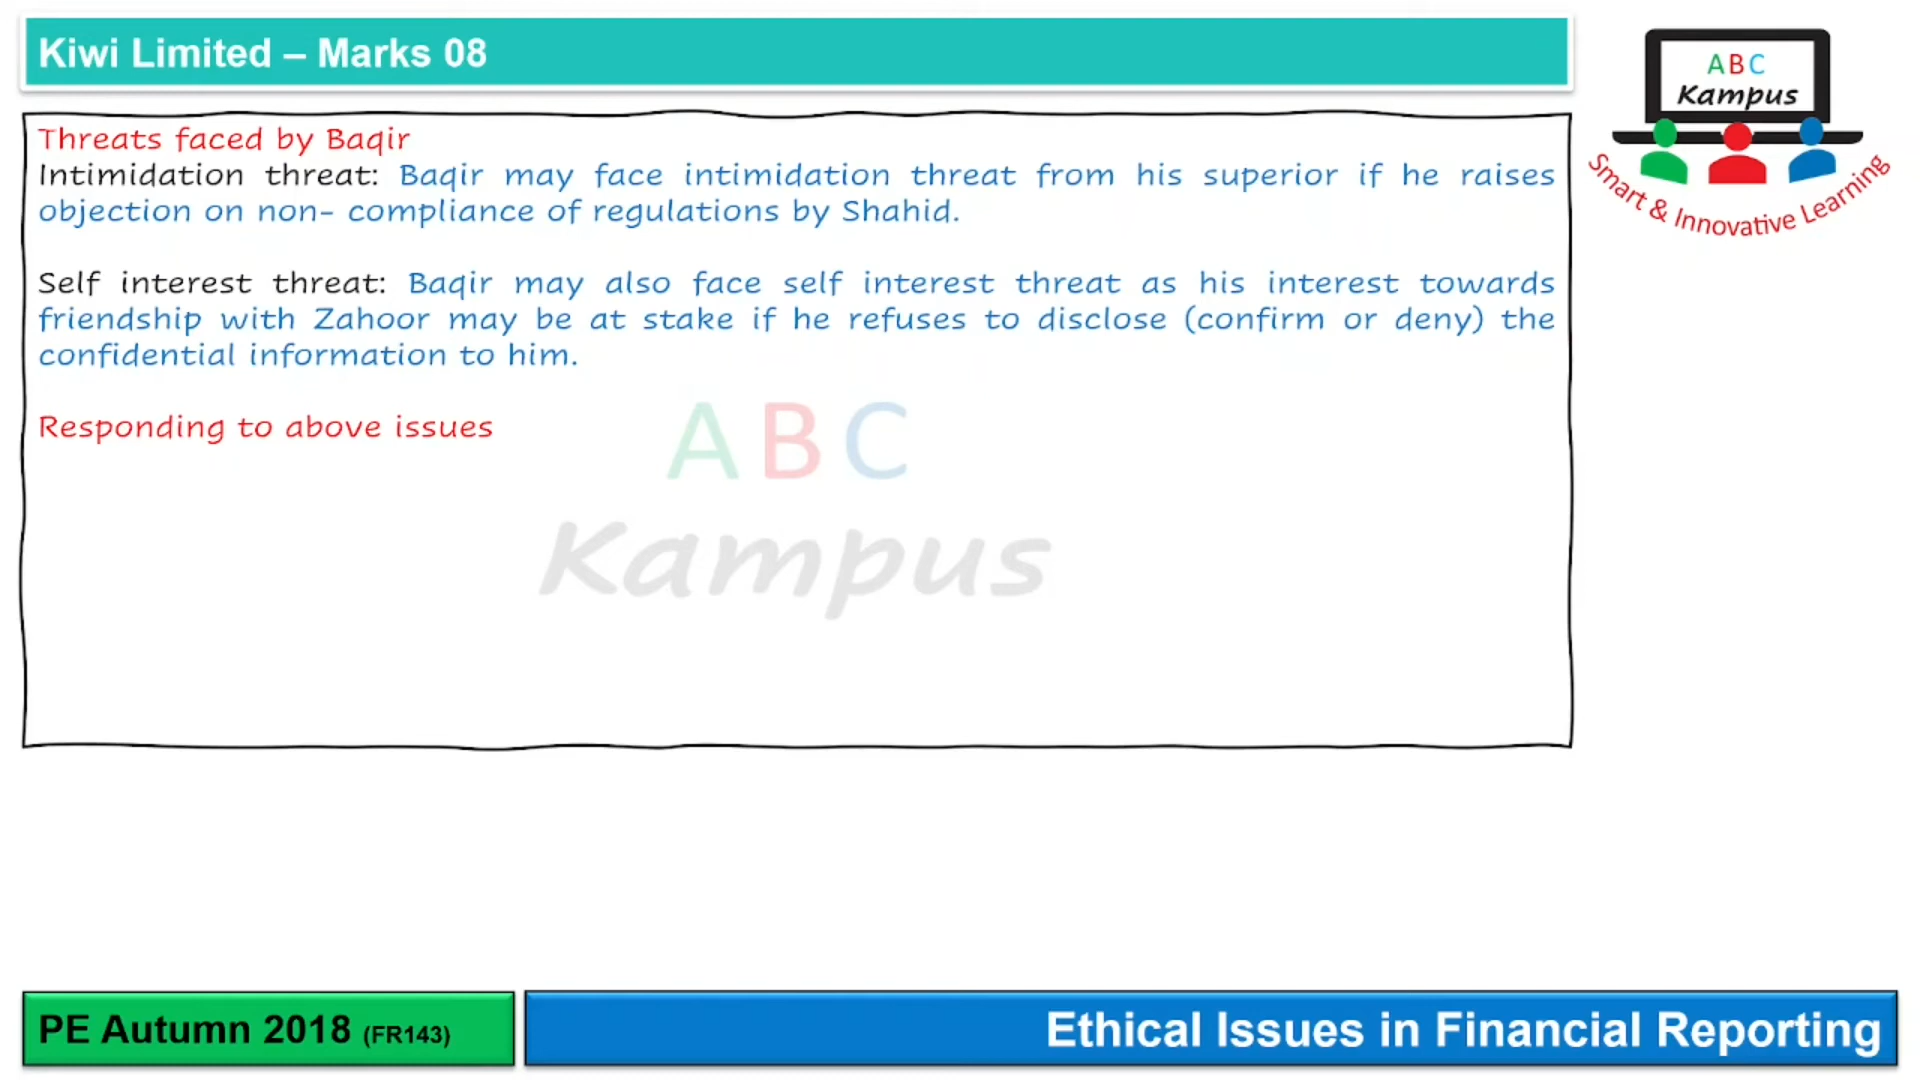 Kiwi Limited – Marks 08
ABC
Kampus
Smart & Innovative Learning
Threats faced by Baqir
Intimidation threat: Baqir may face intimidation threat from his superior if he raises
objection on non- compliance of regulations by Shahid.
Self interest threat: Baqir may also face self interest threat as his interest towards
friendship with Zahoor may be at stake if he refuses to disclose (confirm or deny) the
confidential information to him.
Responding to above issues
ABC
Kampus
PE Autumn 2018 (FR143)
Ethical Issues in Financial Reporting